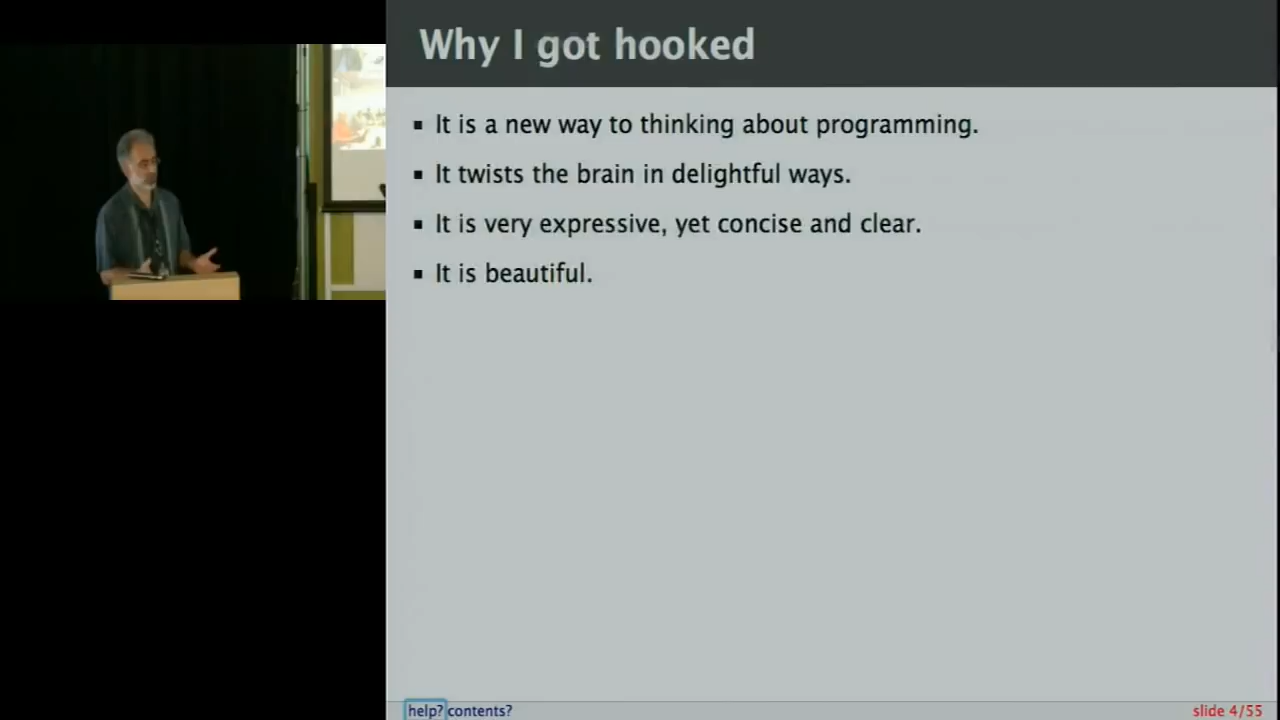 Why I got hooked
▪ It is a new way to thinking about programming.
▪ It twists the brain in delightful ways.
▪ It is very expressive, yet concise and clear.
▪ It is beautiful.
help? contents?
slide 4/55